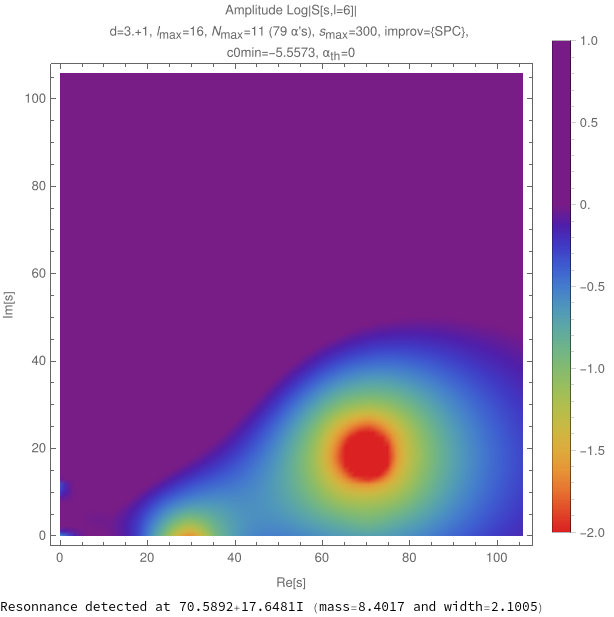 Amplitude Log|S[s,l=6]|
d=3.+1, lmax=16, Nmax=11 (79 α's), smax=300, improv={SPC},
c0min=−5.5573, αth=0
1.0
0.5
0.
−0.5
−1.0
−1.5
−2.0
100
80
60
40
20
0
Im[s]
0 20 40 60 80 100
Re[s]
Resonnance detected at 70.5892+17.6481I (mass=8.4017 and width=2.1005)